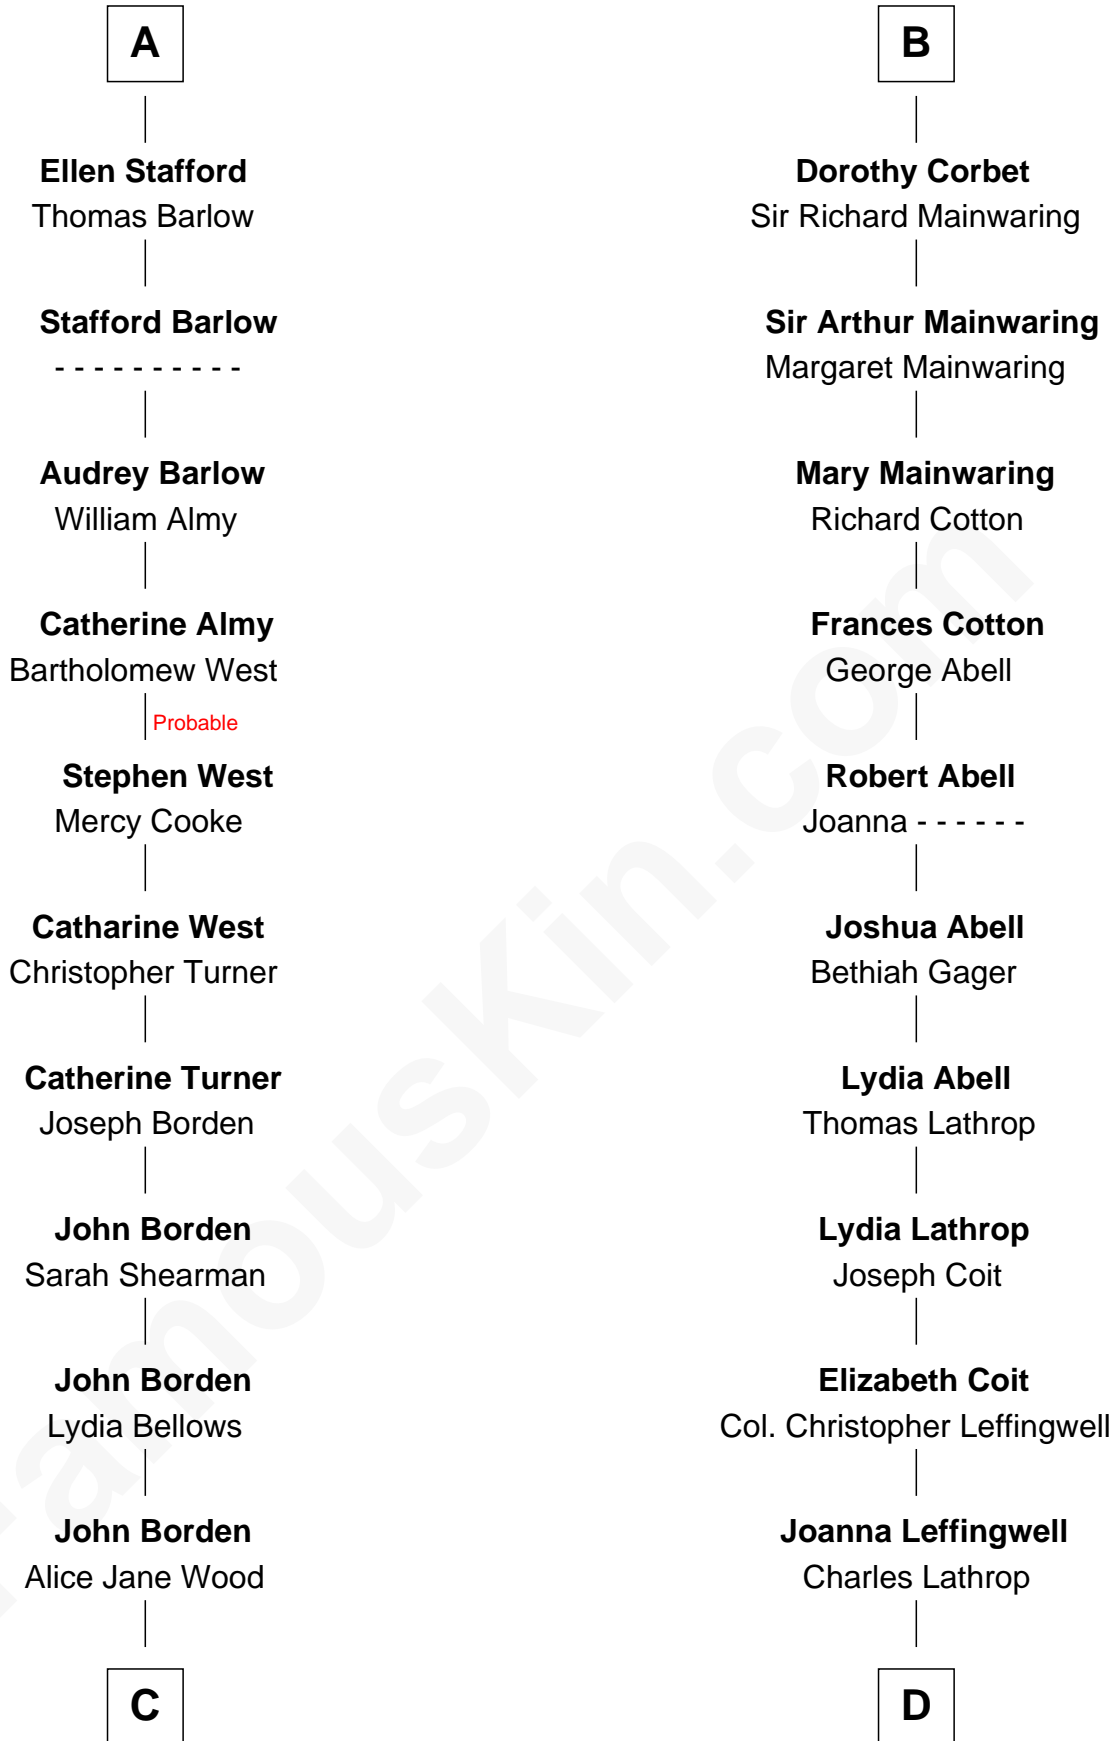 A
Ellen Stafford
Thomas Barlow
Stafford Barlow
- - - - - - - - - -
Audrey Barlow
William Almy
Catherine Almy
Bartholomew West
Probable
Stephen West
Mercy Cooke
Catharine West
Christopher Turner
Catherine Turner
Joseph Borden
John Borden
Sarah Shearman
John Borden
Lydia Bellows
John Borden
Alice Jane Wood
C
B
Dorothy Corbet
Sir Richard Mainwaring
Sir Arthur Mainwaring
Margaret Mainwaring
Mary Mainwaring
Richard Cotton
Frances Cotton
George Abell
Robert Abell
Joanna - - - - - -
Joshua Abell
Bethiah Gager
Lydia Abell
Thomas Lathrop
Lydia Lathrop
Joseph Coit
Elizabeth Coit
Col. Christopher Leffingwell
Joanna Leffingwell
Charles Lathrop
D
FamousKin.com